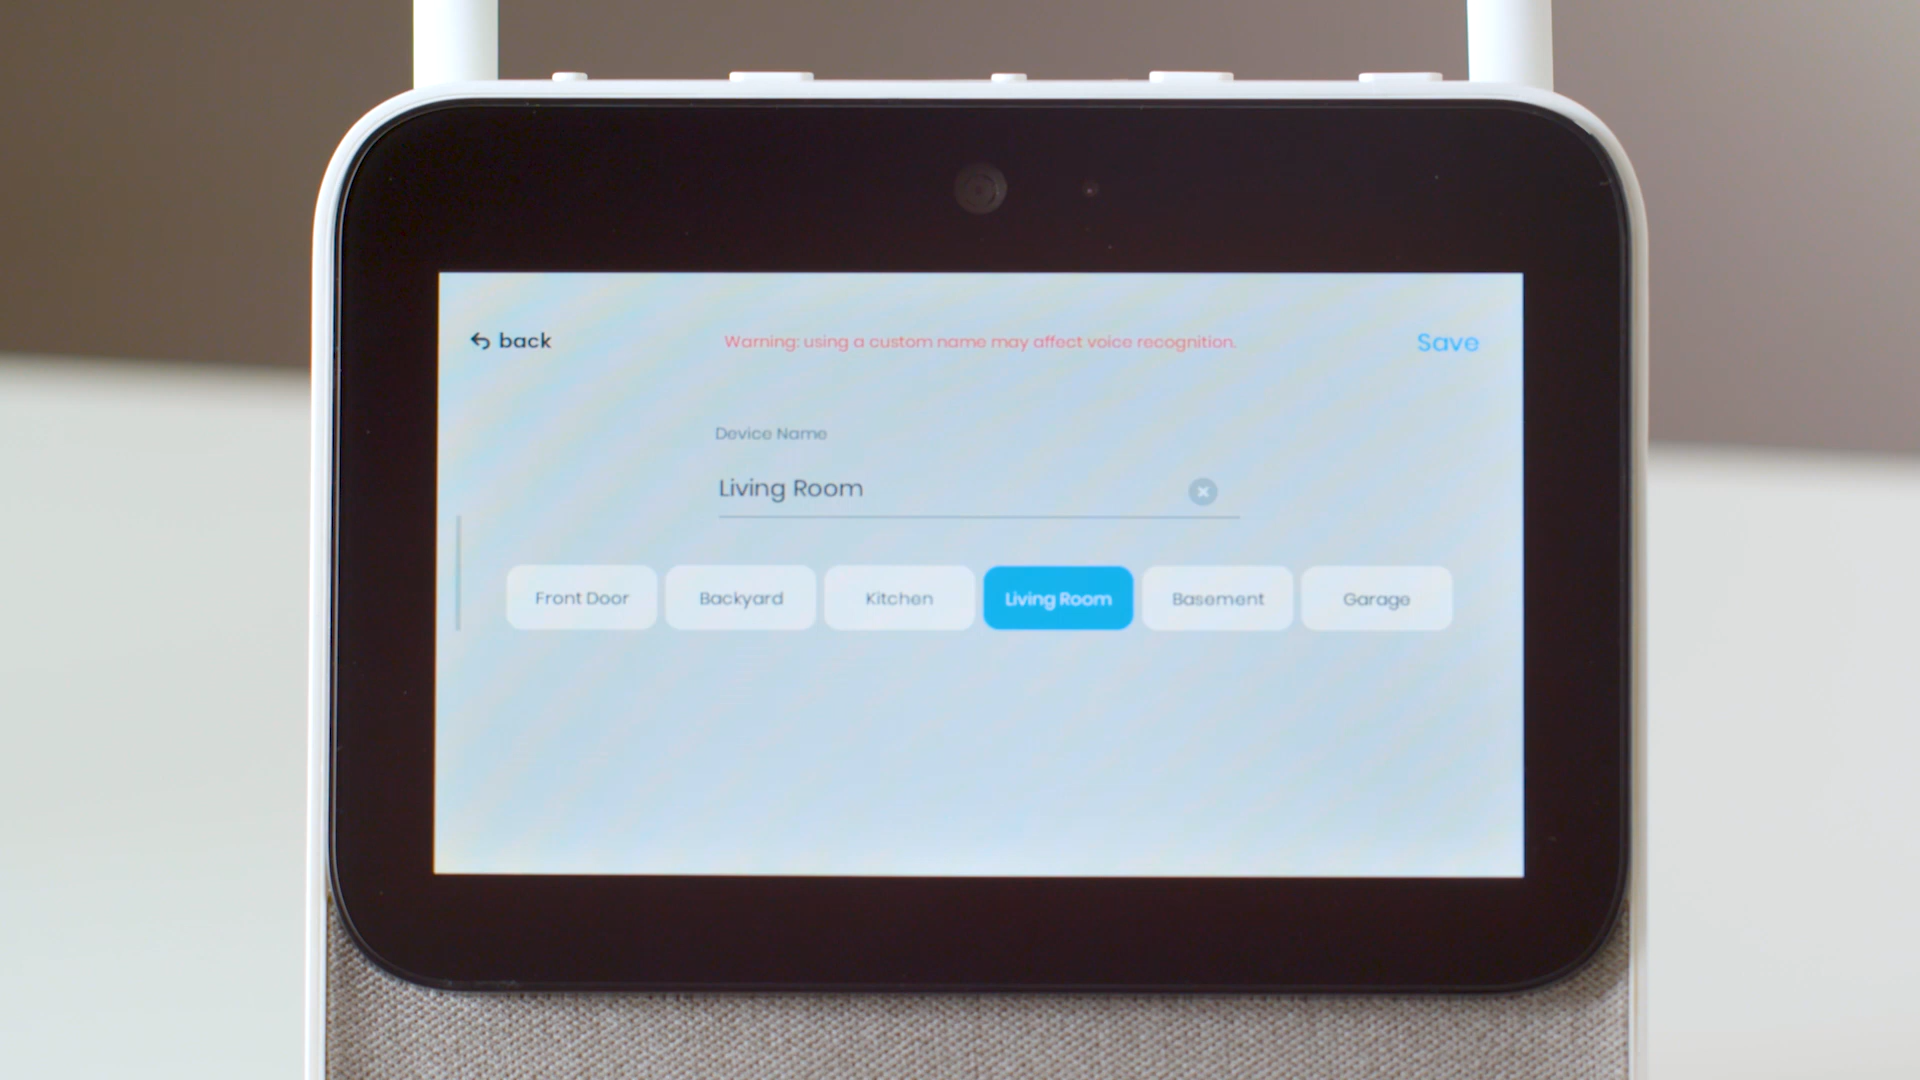 back
Warning: using a custom name may affect voice recognition.
Save
Device Name
Living Room
Front Door
Backyard
Kitchen
Living Room
Basement
Garage